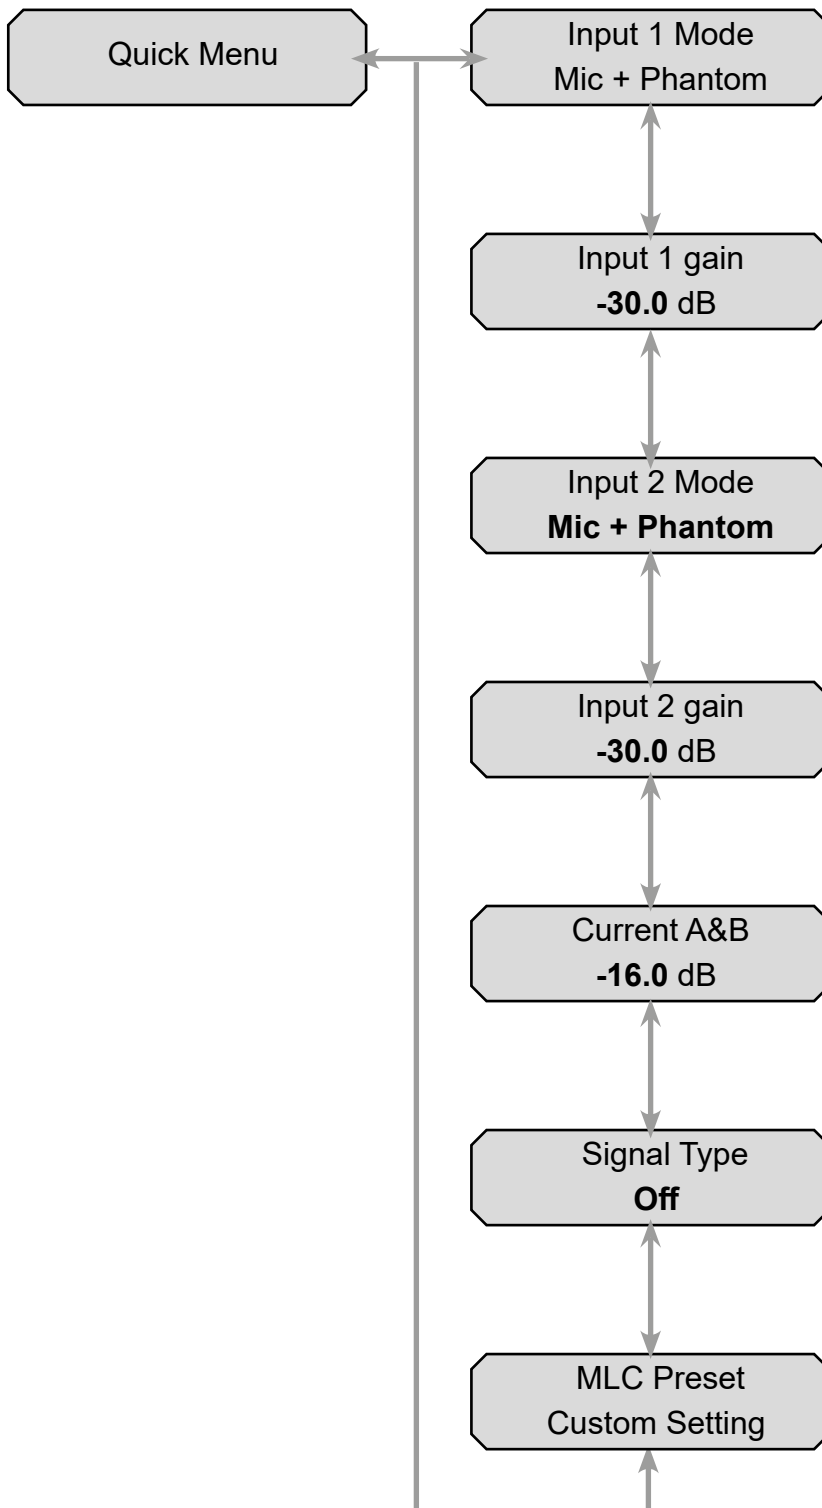 Quick Menu
Input 1 Mode
Mic + Phantom
Input 1 gain
-30.0 dB
Input 2 Mode
Mic + Phantom
Input 2 gain
-30.0 dB
Current A&B
-16.0 dB
Signal Type
Off
MLC Preset
Custom Setting